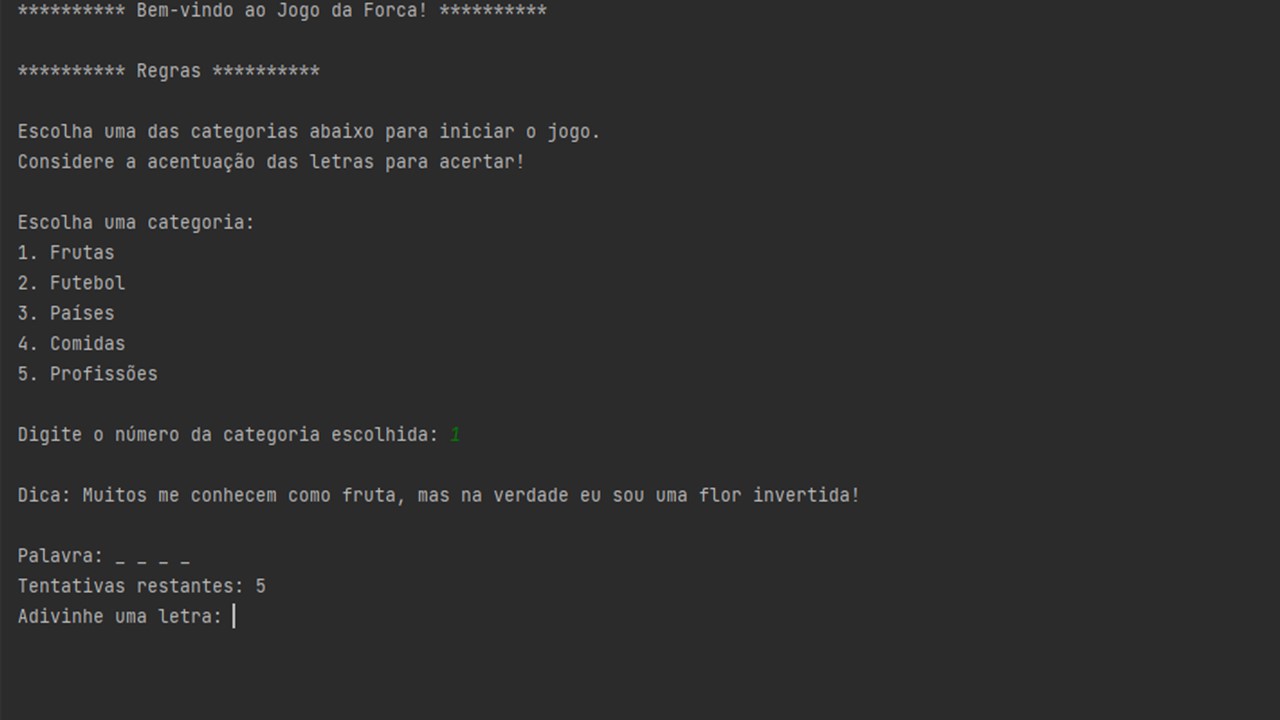 ********** Bem-vindo ao Jogo da Forca! **********
********** Regras **********
Escolha uma das categorias abaixo para iniciar o jogo.
Considere a acentuação das letras para acertar!
Escolha uma categoria:
1. Frutas
2. Futebol
3. Países
4. Comidas
5. Profissões
Digite o número da categoria escolhida: 1
Dica: Muitos me conhecem como fruta, mas na verdade eu sou uma flor invertida!
Palavra: _ _ _ _
Tentativas restantes: 5
Adivinhe uma letra: